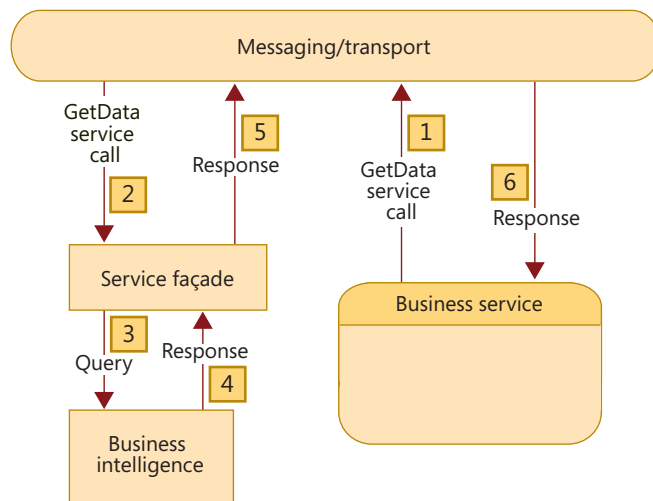 Messaging/transport
GetData
service
call
2
5
Response
1
GetData
service
call
6
Response
Service façade
Business service
3
Query
Response
4
Business
intelligence